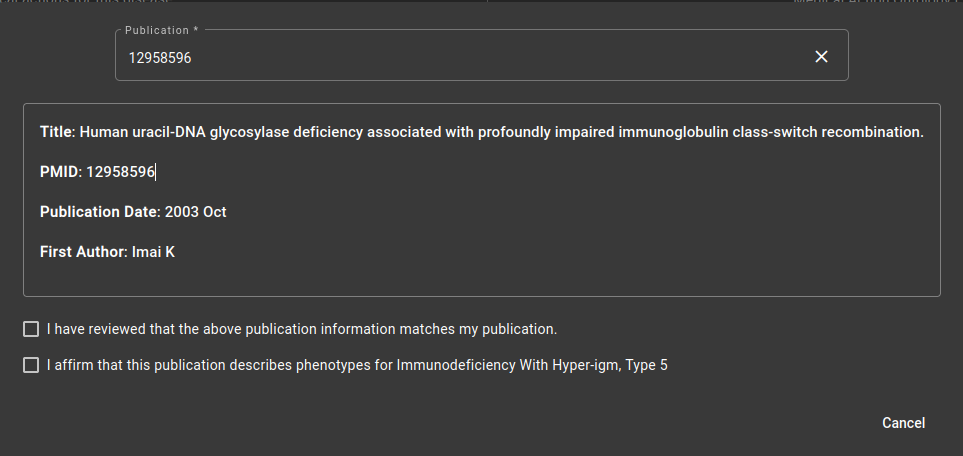 Publication *
12958596
Title: Human uracil-DNA glycosylase deficiency associated with profoundly impaired immunoglobulin class-switch recombination.
PMID: 12958596
Publication Date: 2003 Oct
First Author: Imai K
I have reviewed that the above publication information matches my publication.
I affirm that this publication describes phenotypes for Immunodeficiency With Hyper-igm, Type 5
Cancel